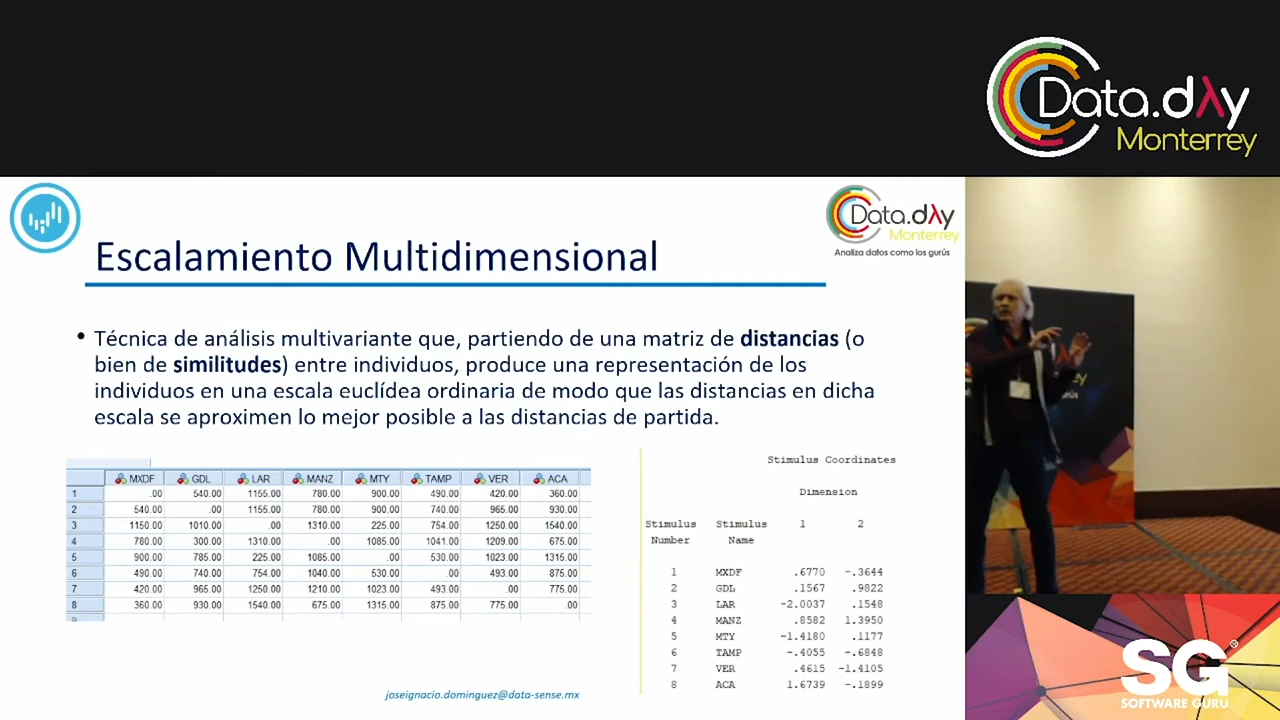 Data.dλy
Monterrey
Data.dλy
Monterrey
Analiza datos como los gurús
Escalamiento Multidimensional
• Técnica de análisis multivariante que, partiendo de una matriz de distancias (o
bien de similitudes) entre individuos, produce una representación de los
individuos en una escala euclídea ordinaria de modo que las distancias en dicha
escala se aproximen lo mejor posible a las distancias de partida.
MXDF GDL LAR MANZ MTY TAMP VER ACA
1 .00 540.00 1155.00 780.00 900.00 490.00 420.00 360.00
2 540.00 .00 1155.00 780.00 900.00 740.00 965.00 930.00
3 1150.00 1010.00 .00 1310.00 225.00 754.00 1250.00 1540.00
4 780.00 300.00 1310.00 .00 1085.00 1041.00 1209.00 675.00
5 900.00 785.00 225.00 1085.00 .00 530.00 1023.00 1315.00
6 490.00 740.00 754.00 1040.00 530.00 .00 493.00 875.00
7 420.00 965.00 1250.00 1210.00 1023.00 493.00 .00 775.00
8 360.00 930.00 1540.00 675.00 1315.00 875.00 775.00 .00
Stimulus Coordinates
Dimension
Stimulus Stimulus 1 2
Number Name
1 MXDF .6770 -.3644
2 GDL .1567 .9822
3 LAR -2.0037 .1548
4 MANZ .8582 1.3950
5 MTY -1.4180 .1177
6 TAMP -.4055 -.6848
7 VER .4615 -1.4105
8 ACA 1.6739 -.1899
joseignacio.dominguez@data-sense.mx
SG
SOFTWARE GURU